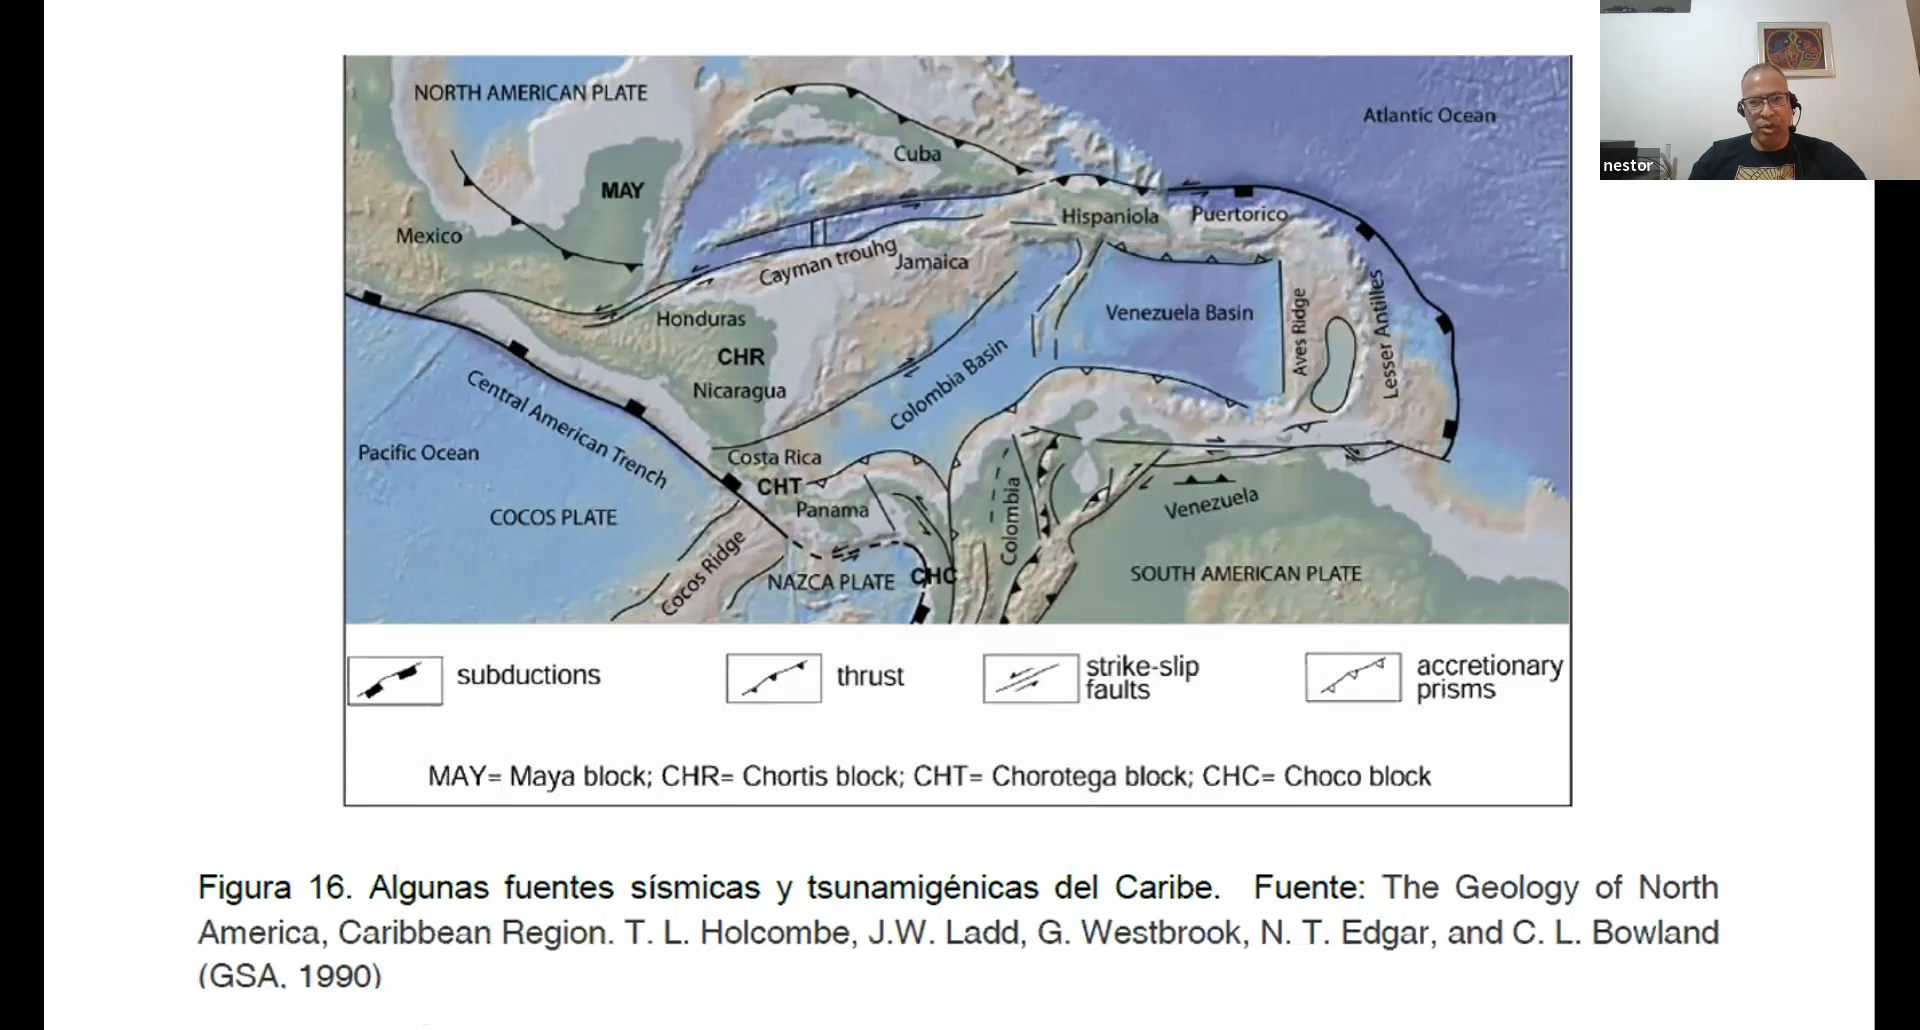 NORTH AMERICAN PLATE
Atlantic Ocean
nestor
Cuba
MAY
Mexico
Hispaniola
Puertorico
Cayman trouhg
Jamaica
Honduras
Venezuela Basin
Aves Ridge
Lesser Antilles
CHR
Nicaragua
Colombia Basin
Central American Trench
Pacific Ocean
Costa Rica
CHT
Panama
Colombia
Venezuela
COCOS PLATE
Cocos Ridge
NAZCA PLATE
CHC
SOUTH AMERICAN PLATE
subductions
thrust
strike-slip
faults
accretionary
prisms
MAY= Maya block; CHR= Chortis block; CHT= Chorotega block; CHC= Choco block
Figura 16. Algunas fuentes sísmicas y tsunamigénicas del Caribe. Fuente: The Geology of North
America, Caribbean Region. T. L. Holcombe, J.W. Ladd, G. Westbrook, N. T. Edgar, and C. L. Bowland
(GSA, 1990)